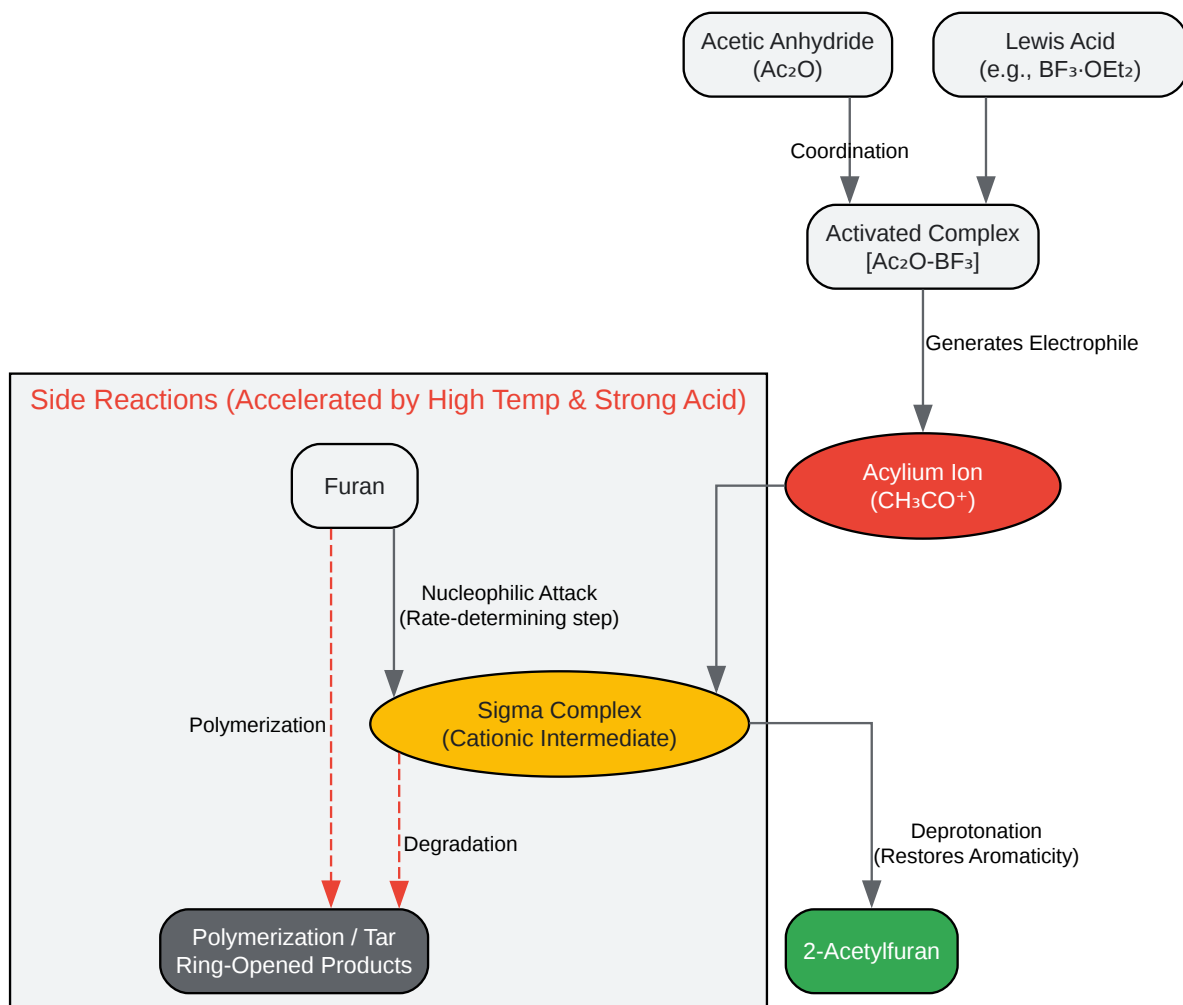 Acetic Anhydride
(Ac₂O)
Lewis Acid
(e.g., BF₃·OEt₂)
Coordination
Activated Complex
[Ac₂O-BF₃]
Generates Electrophile
Side Reactions (Accelerated by High Temp & Strong Acid)
Furan
Acylium Ion
(CH₃CO⁺)
Nucleophilic Attack
(Rate-determining step)
Polymerization
Sigma Complex
(Cationic Intermediate)
Degradation
Deprotonation
(Restores Aromaticity)
Polymerization / Tar
Ring-Opened Products
2-Acetylfuran